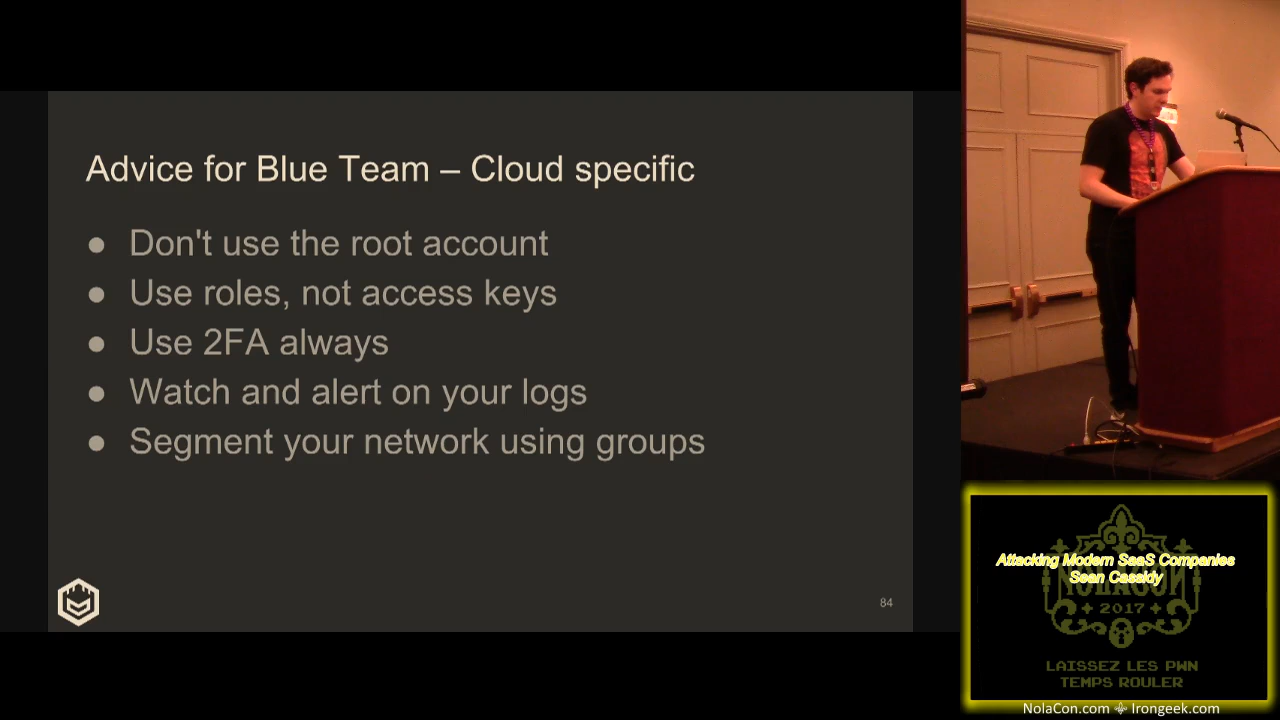 Advice for Blue Team – Cloud specific
● Don't use the root account
● Use roles, not access keys
● Use 2FA always
● Watch and alert on your logs
● Segment your network using groups
84
Attacking Modern SaaS Companies
Sean Cassidy
NOLACON
2017
LAISSEZ LES PWN
TEMPS ROULER
NolaCon.com ⚜ Irongeek.com